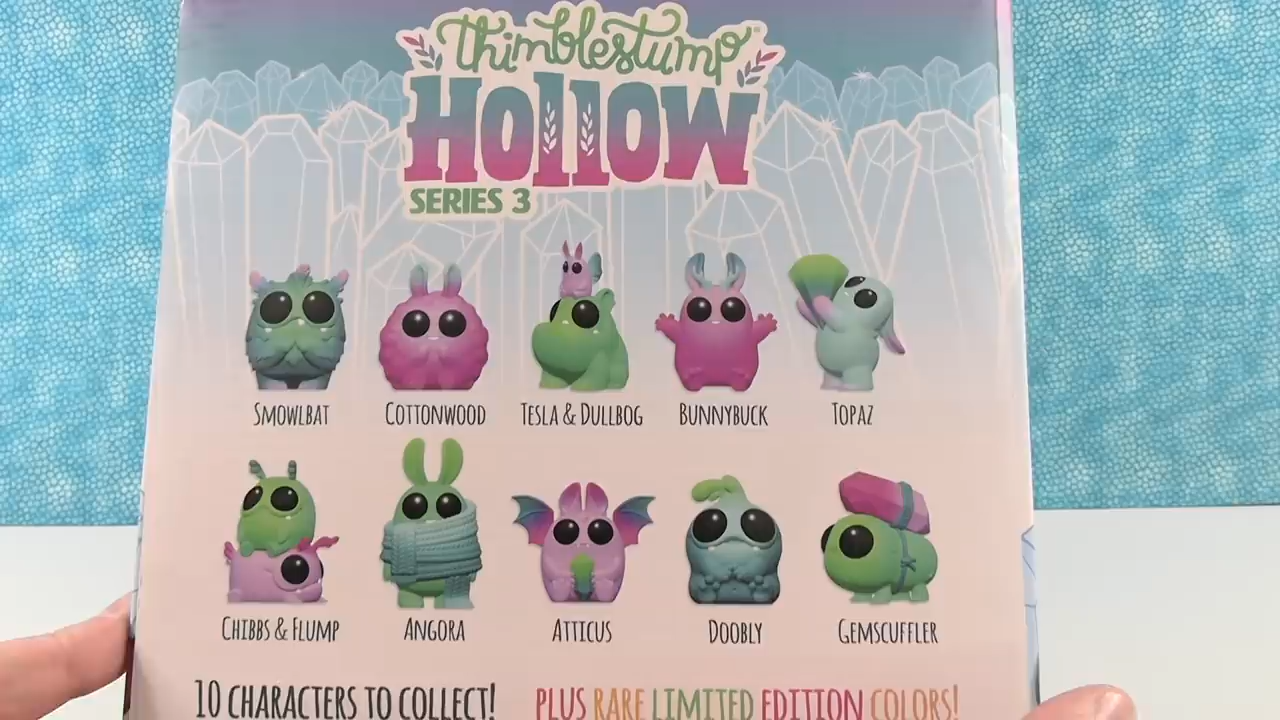 Thimblestump
Hollow
SERIES 3
SMOWLBAT COTTONWOOD TESLA & DULLBOG BUNNYBUCK TOPAZ
CHIBBS & FLUMP ANGORA ATTICUS DOOBLY GEMSCUFFLER
10 CHARACTERS TO COLLECT! PLUS RARE LIMITED EDITION COLORS!